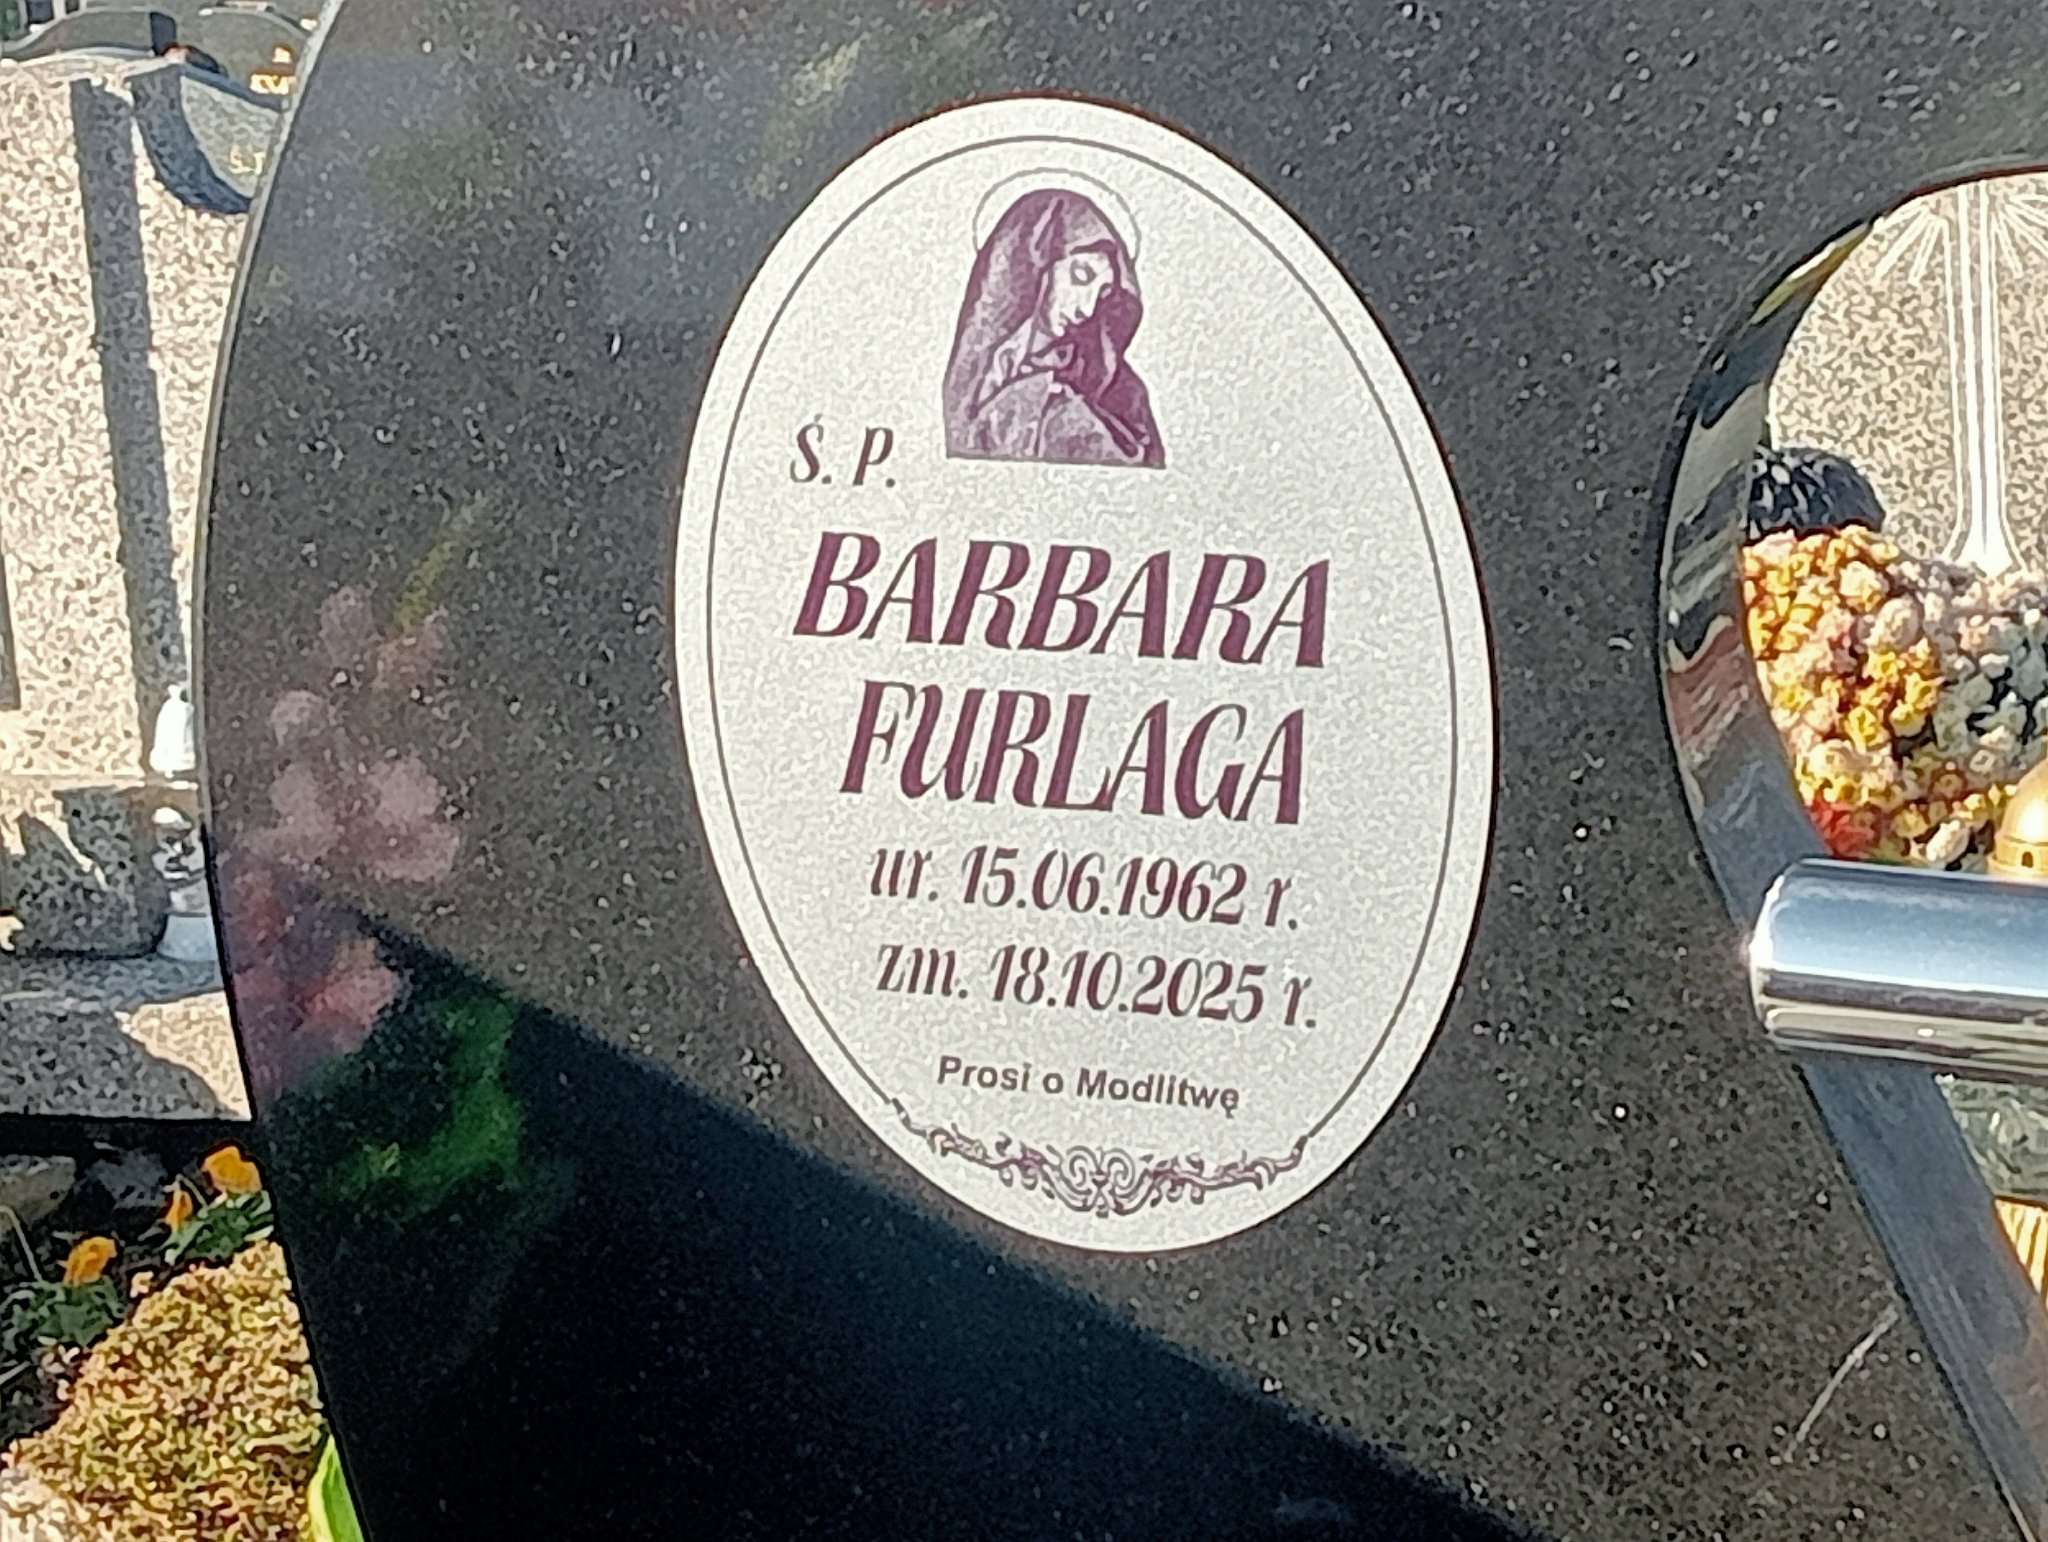 Ś. P.
BARBARA
FURLAGA
ur. 15.06.1962 r.
zm. 18.10.2025 r.
Prosi o Modlitwę